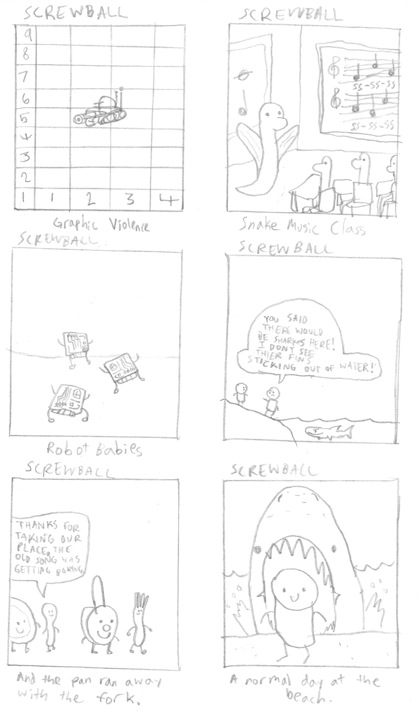 SCREWBALL
9
8
7
6
5
4
3
2
1 1 2 3 4
Graphic Violence
SCREWBALL
SS-SS-SS
SS-SS-SS
Snake Music Class
SCREWBALL
Robot Babies
SCREWBALL
YOU SAID
THERE WOULD
BE SHARKS HERE!
I DON'T SEE
THIER FINS
STICKING OUT OF WATER!!
SCREWBALL
THANKS FOR
TAKING OUR
PLACE. THE
OLD SONG WAS
GETTING BORING
And the pan ran away
with the fork.
SCREWBALL
A normal day at the
beach.